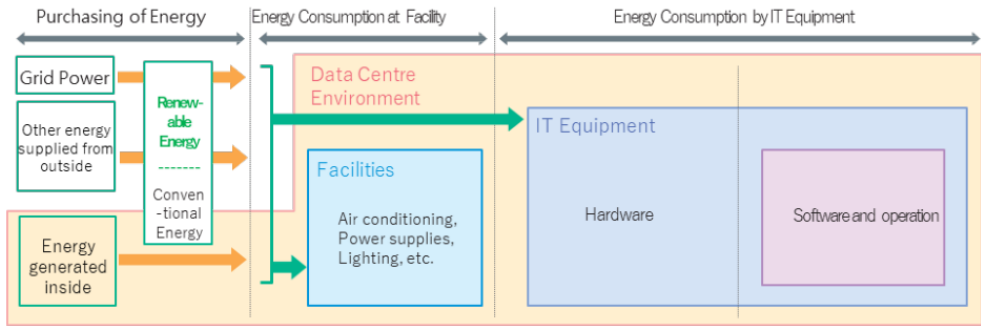 Purchasing of Energy
Energy Consumption at Facility
Energy Consumption by IT Equipment
Grid Power
Other energy
supplied from
outside
Energy
generated
inside
Renew-
able
Energy
-------
Conven
-tional
Energy
Data Centre
Environment
Facilities
Air conditioning,
Power supplies,
Lighting, etc.
IT Equipment
Hardware
Software and operation